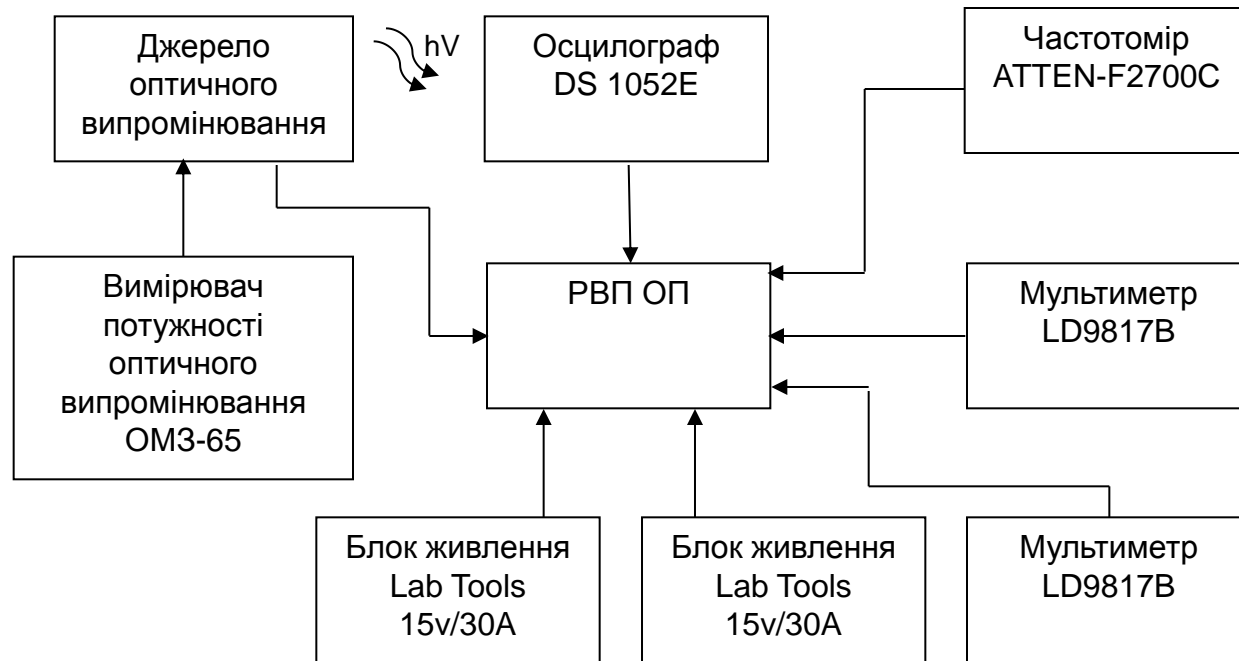 Джерело
оптичного
випромінювання
hV
Осцилограф
DS 1052E
Частотомір
ATTEN-F2700C
Вимірювач
потужності
оптичного
випромінювання
ОМЗ-65
РВП ОП
Мультиметр
LD9817B
Блок живлення
Lab Tools
15v/30A
Блок живлення
Lab Tools
15v/30A
Мультиметр
LD9817B